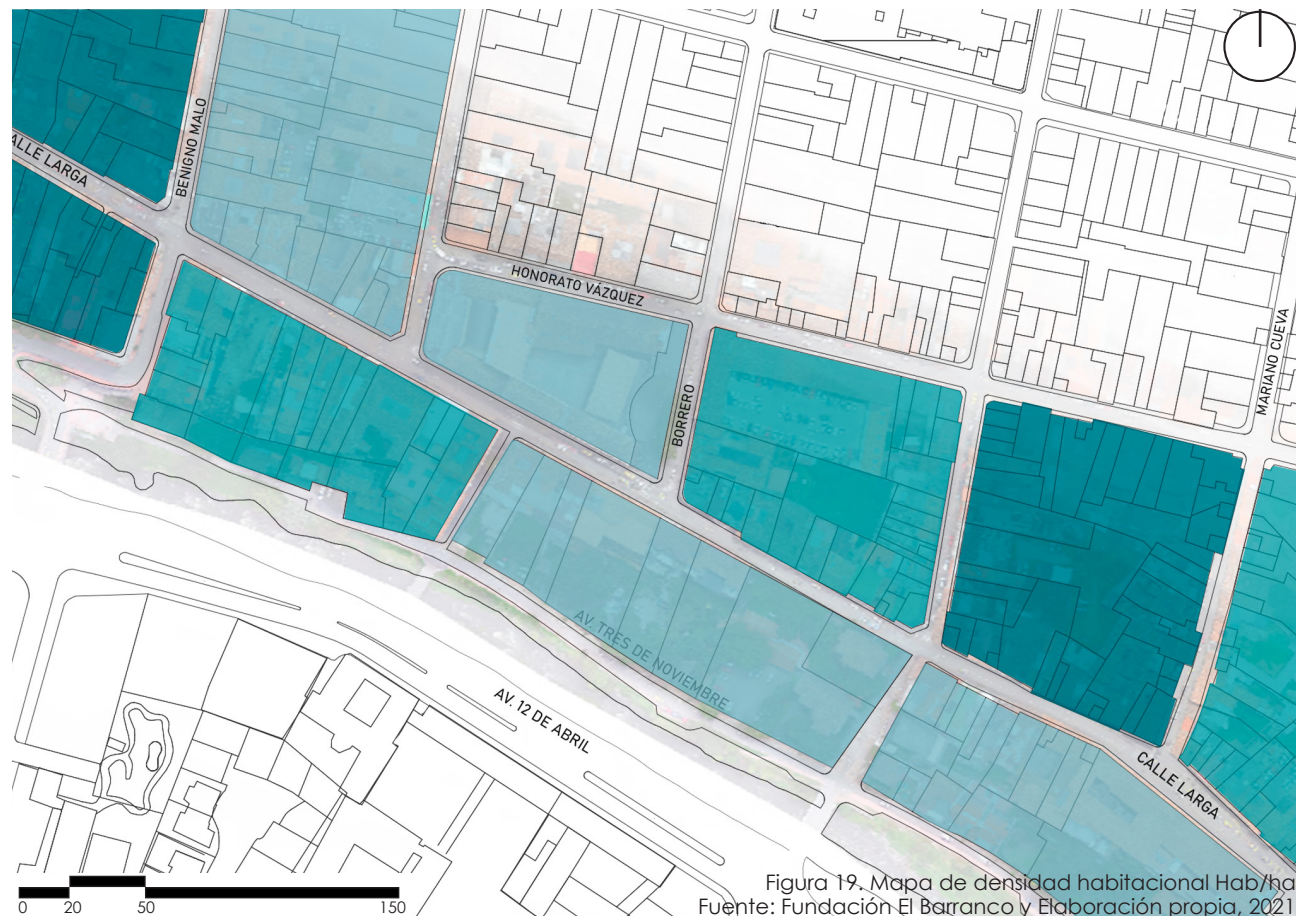 BENIGNO MALO
ALLE LARGA
HONORATO VÁZQUEZ
MARIANO CUEVA
BORRERO
AV. TRES DE NOVIEMBRE
AV. 12 DE ABRIL
CALLE LARGA
0 20 50 150
Figura 19. Mapa de densidad habitacional Hab/ha
Fuente: Fundación El Barranco y Elaboración propia, 2021